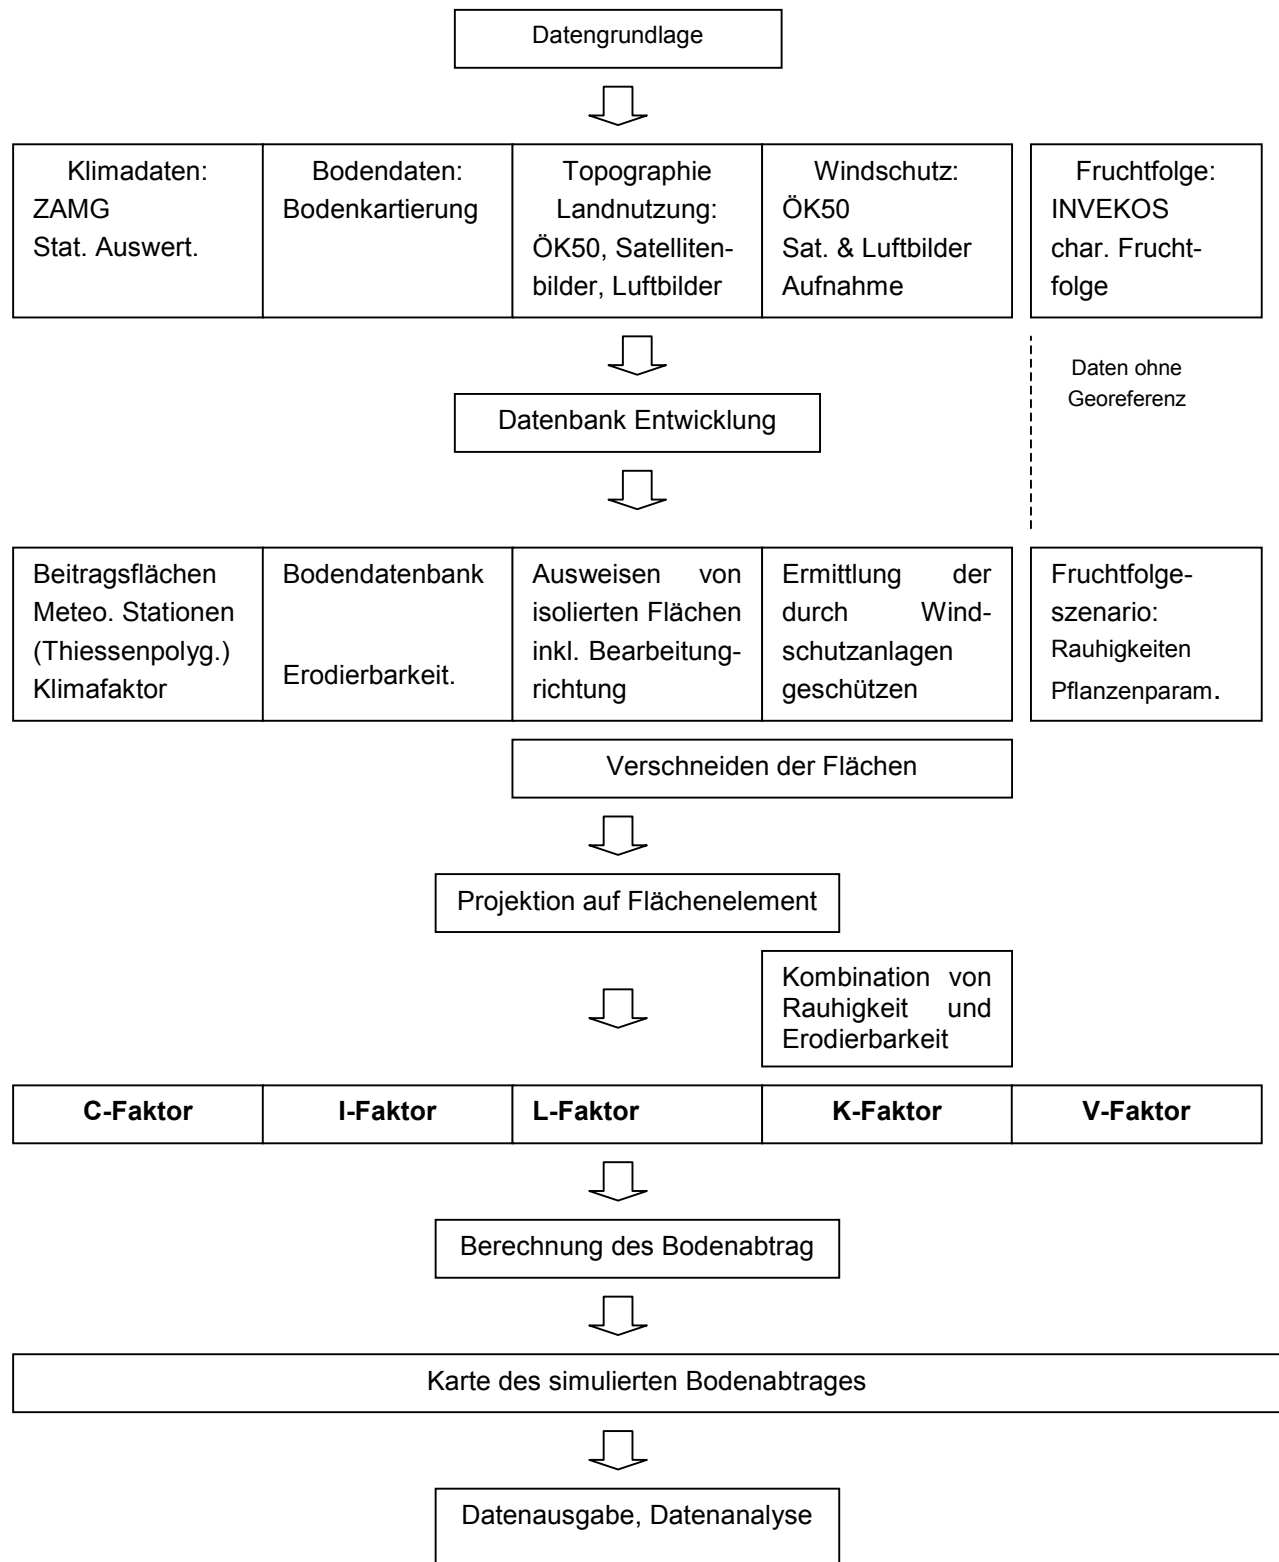 Datengrundlage
Klimadaten:
ZAMG
Stat. Auswert.
Bodendaten:
Bodenkartierung
Topographie
Landnutzung:
ÖK50, Satelliten-
bilder, Luftbilder
Windschutz:
ÖK50
Sat. & Luftbilder
Aufnahme
Fruchtfolge:
INVEKOS
char. Frucht-
folge
Daten ohne
Georeferenz
Datenbank Entwicklung
Beitragsflächen
Meteo. Stationen
(Thiessenpolyg.)
Klimafaktor
Bodendatenbank
Erodierbarkeit.
Ausweisen von
isolierten Flächen
inkl. Bearbeitung-
richtung
Ermittlung der
durch Wind-
schutzanlagen
geschützen
Fruchtfolge-
szenario:
Rauhigkeiten
Pflanzenparam.
Verschneiden der Flächen
Projektion auf Flächenelement
Kombination von
Rauhigkeit und
Erodierbarkeit
C-Faktor
I-Faktor
L-Faktor
K-Faktor
V-Faktor
Berechnung des Bodenabtrag
Karte des simulierten Bodenabtrages
Datenausgabe, Datenanalyse